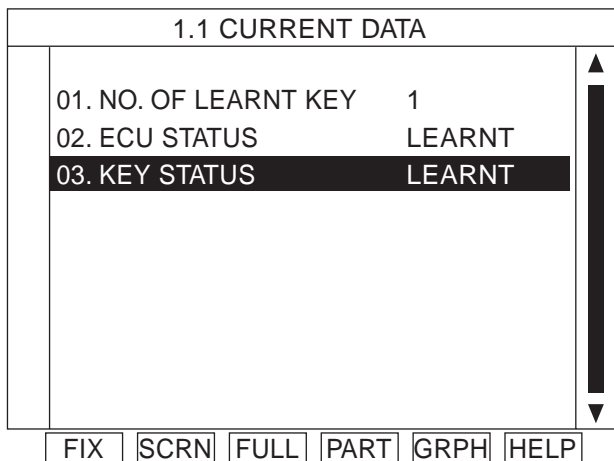 1.1 CURRENT DATA
01. NO. OF LEARNT KEY 1
02. ECU STATUS LEARNT
03. KEY STATUS LEARNT
FIX SCRN FULL PART GRPH HELP